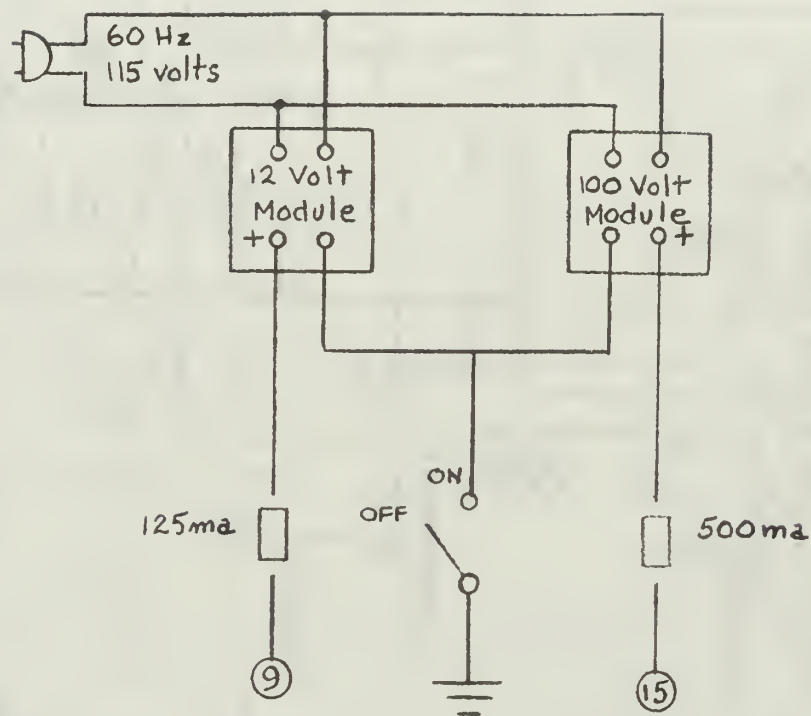 60 Hz
115 volts
12 Volt
Module
+
100 Volt
Module
+
ON
OFF
125ma
500ma
9
15